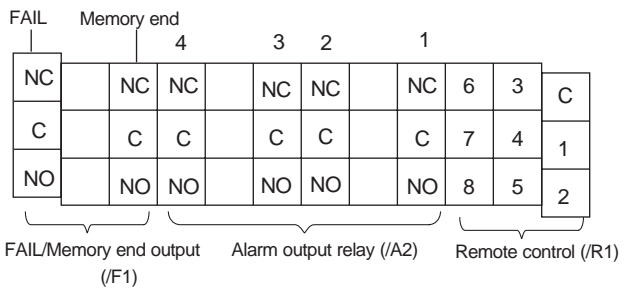 FAIL Memory end
4 3 2 1
NC NC NC NC NC NC 6 3 C
C C C C C C 7 4 1
NO NO NO NO NO NO 8 5 2
FAIL/Memory end output Alarm output relay (/A2) Remote control (/R1)
(/F1)